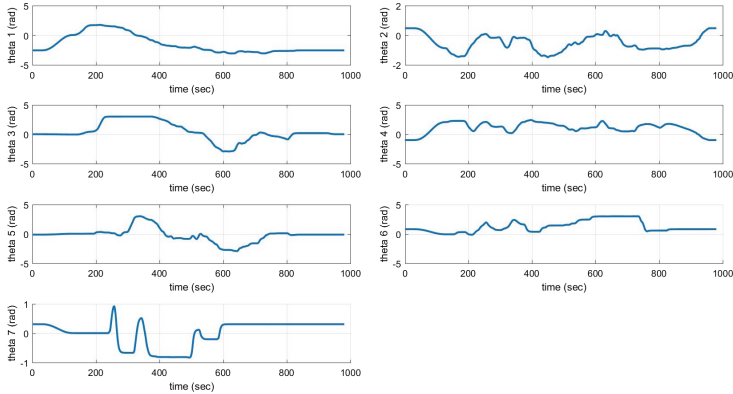 5
0
-5
theta 1 (rad)
0 200 400 600 800 1000
time (sec)
2
0
-2
theta 2 (rad)
0 200 400 600 800 1000
time (sec)
5
0
-5
theta 3 (rad)
0 200 400 600 800 1000
time (sec)
5
0
-5
theta 4 (rad)
0 200 400 600 800 1000
time (sec)
5
0
-5
theta 5 (rad)
0 200 400 600 800 1000
time (sec)
5
0
-5
theta 6 (rad)
0 200 400 600 800 1000
time (sec)
1
0
-1
theta 7 (rad)
0 200 400 600 800 1000
time (sec)